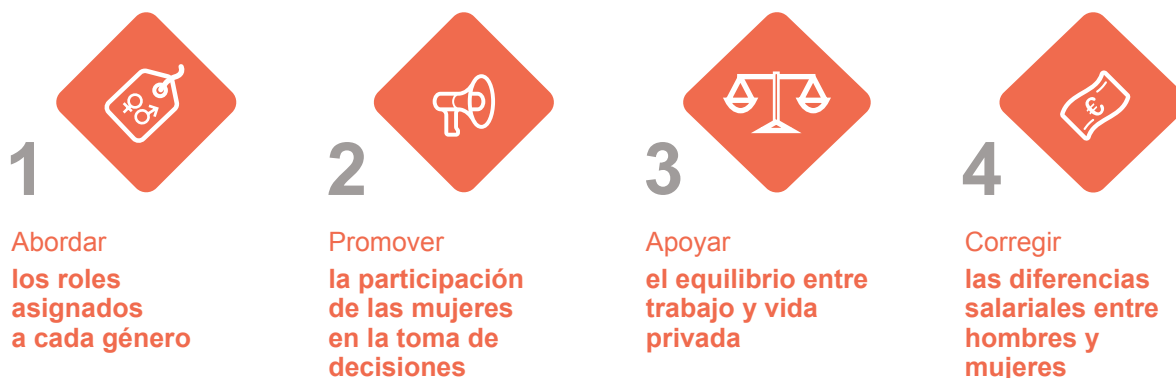 1
Abordar
los roles
asignados
a cada género
2
Promover
la participación
de las mujeres
en la toma de
decisiones
3
Apoyar
el equilibrio entre
trabajo y vida
privada
4
€
Corregir
las diferencias
salariales entre
hombres y
mujeres